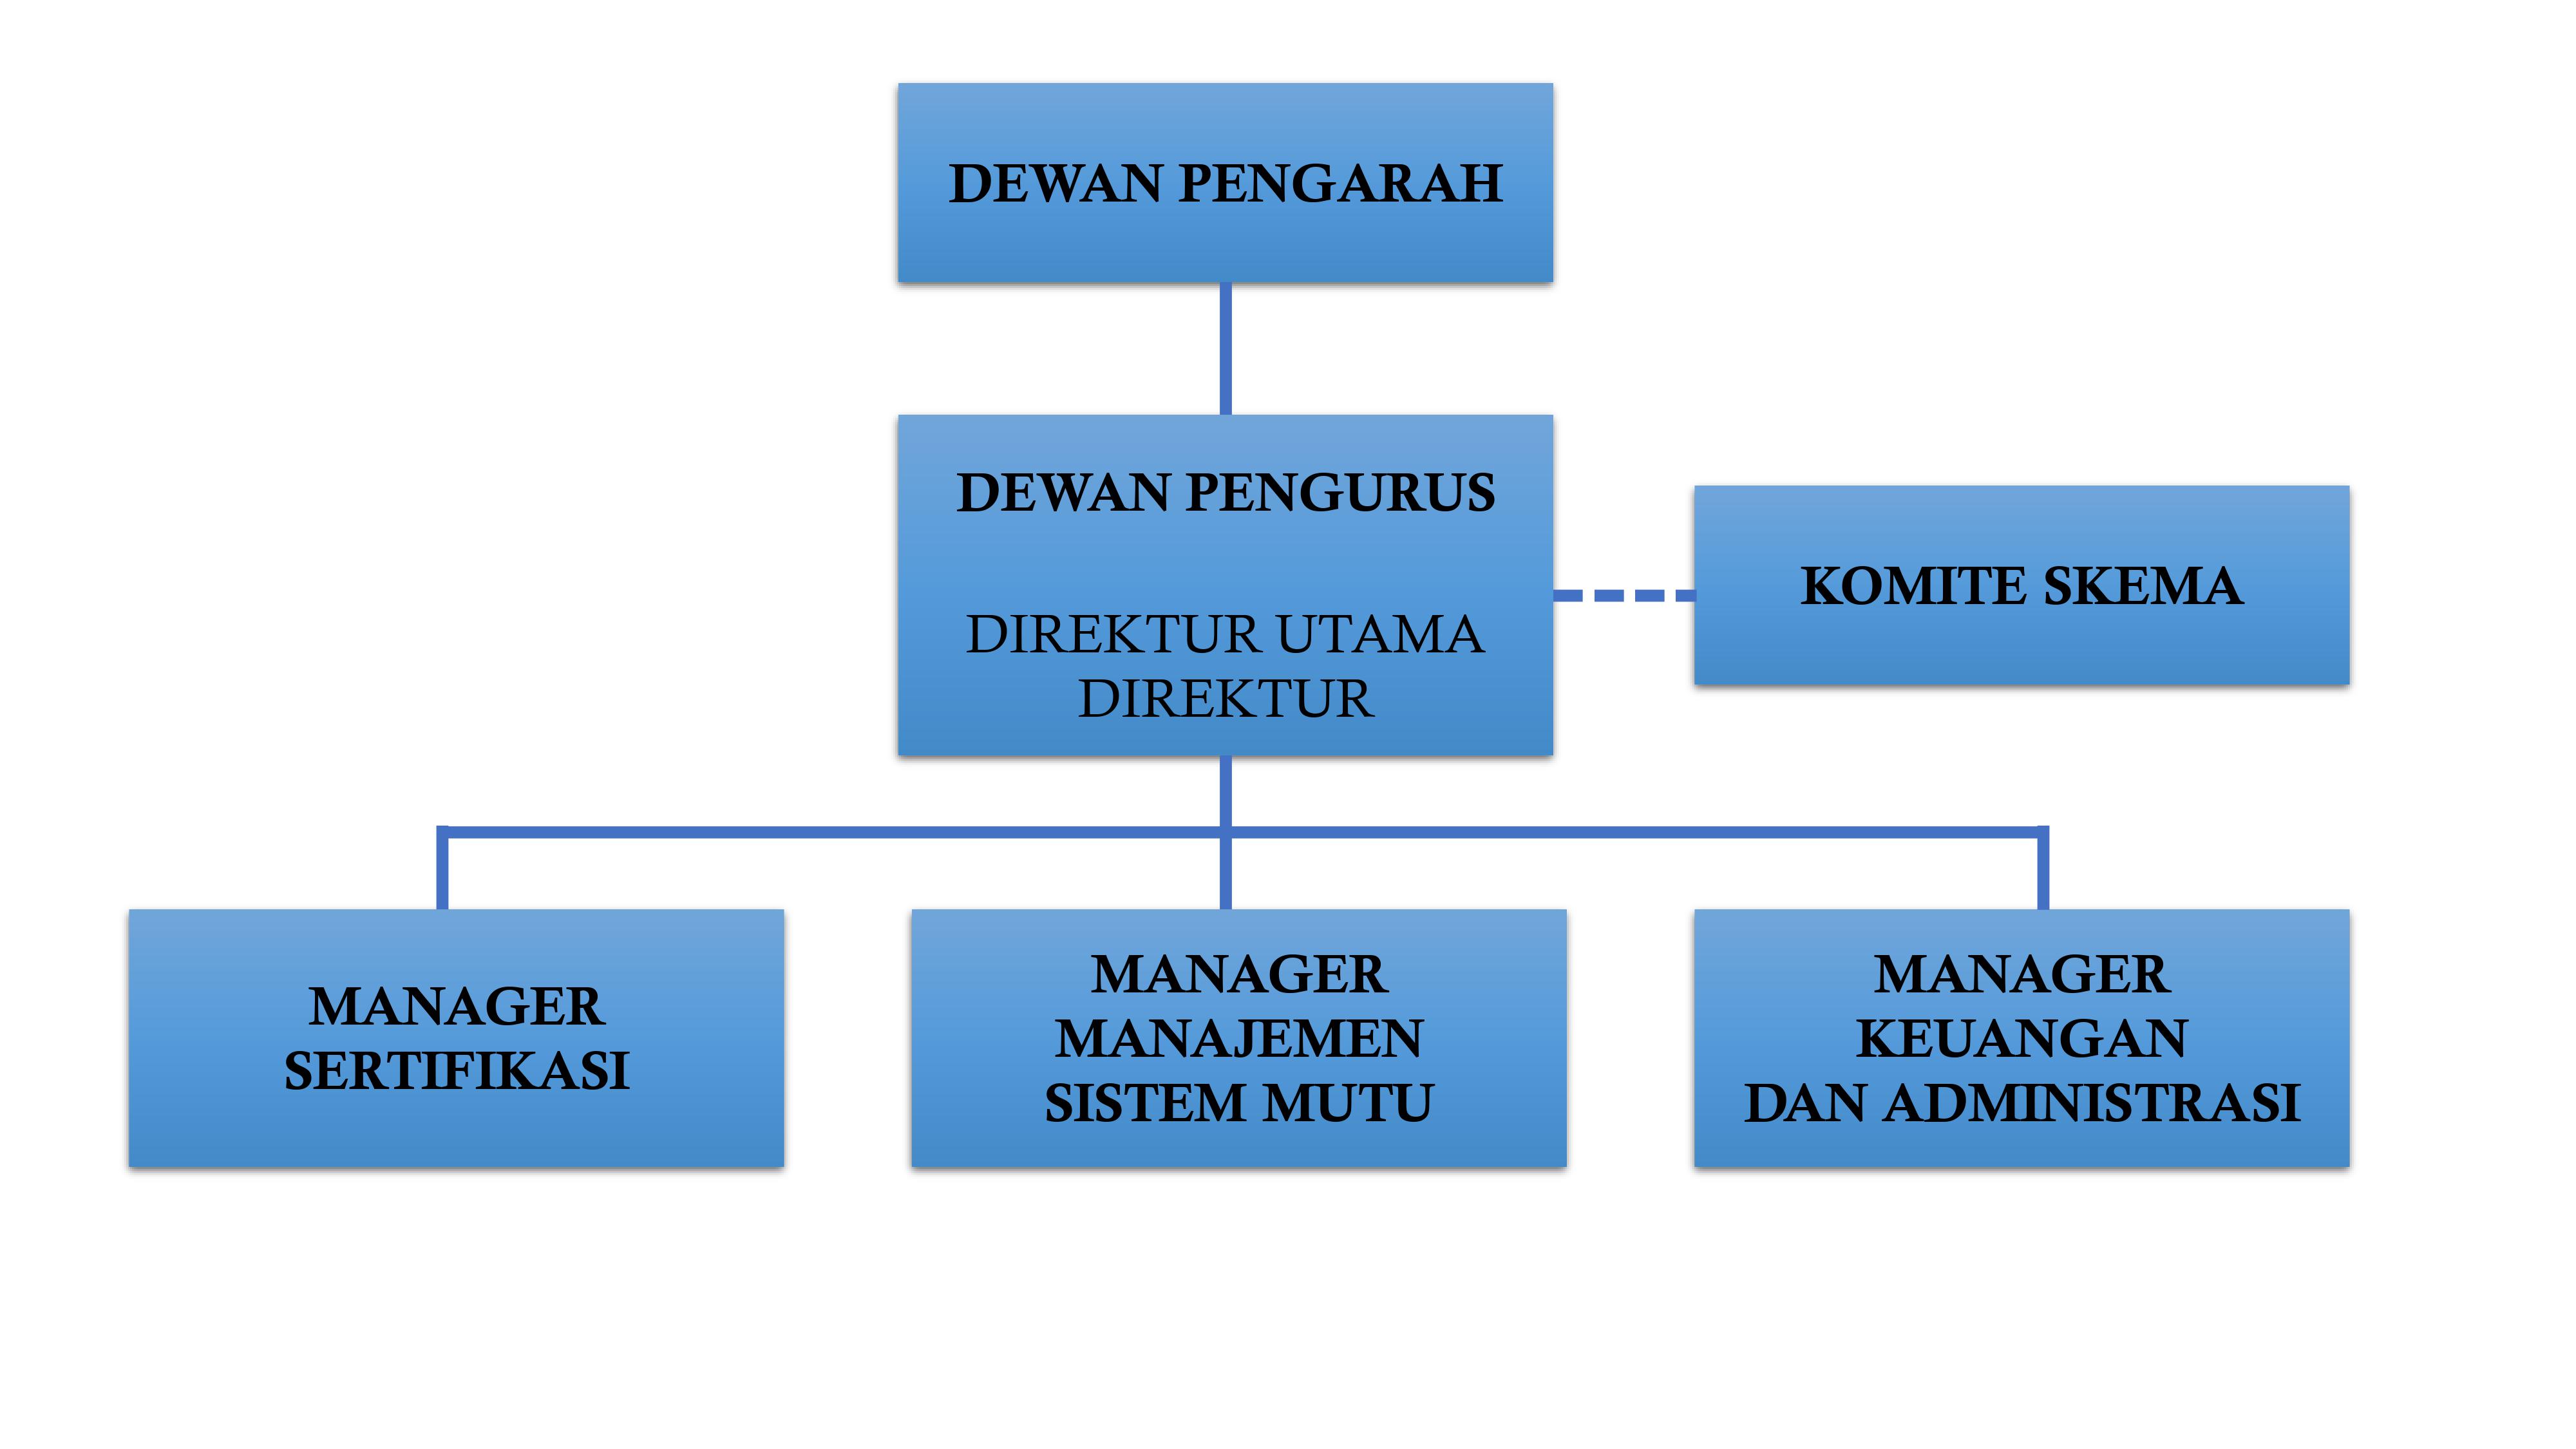 DEWAN PENGARAH
DEWAN PENGURUS
DIREKTUR UTAMA
DIREKTUR
KOMITE SKEMA
MANAGER
SERTIFIKASI
MANAGER
MANAJEMEN
SISTEM MUTU
MANAGER
KEUANGAN
DAN ADMINISTRASI